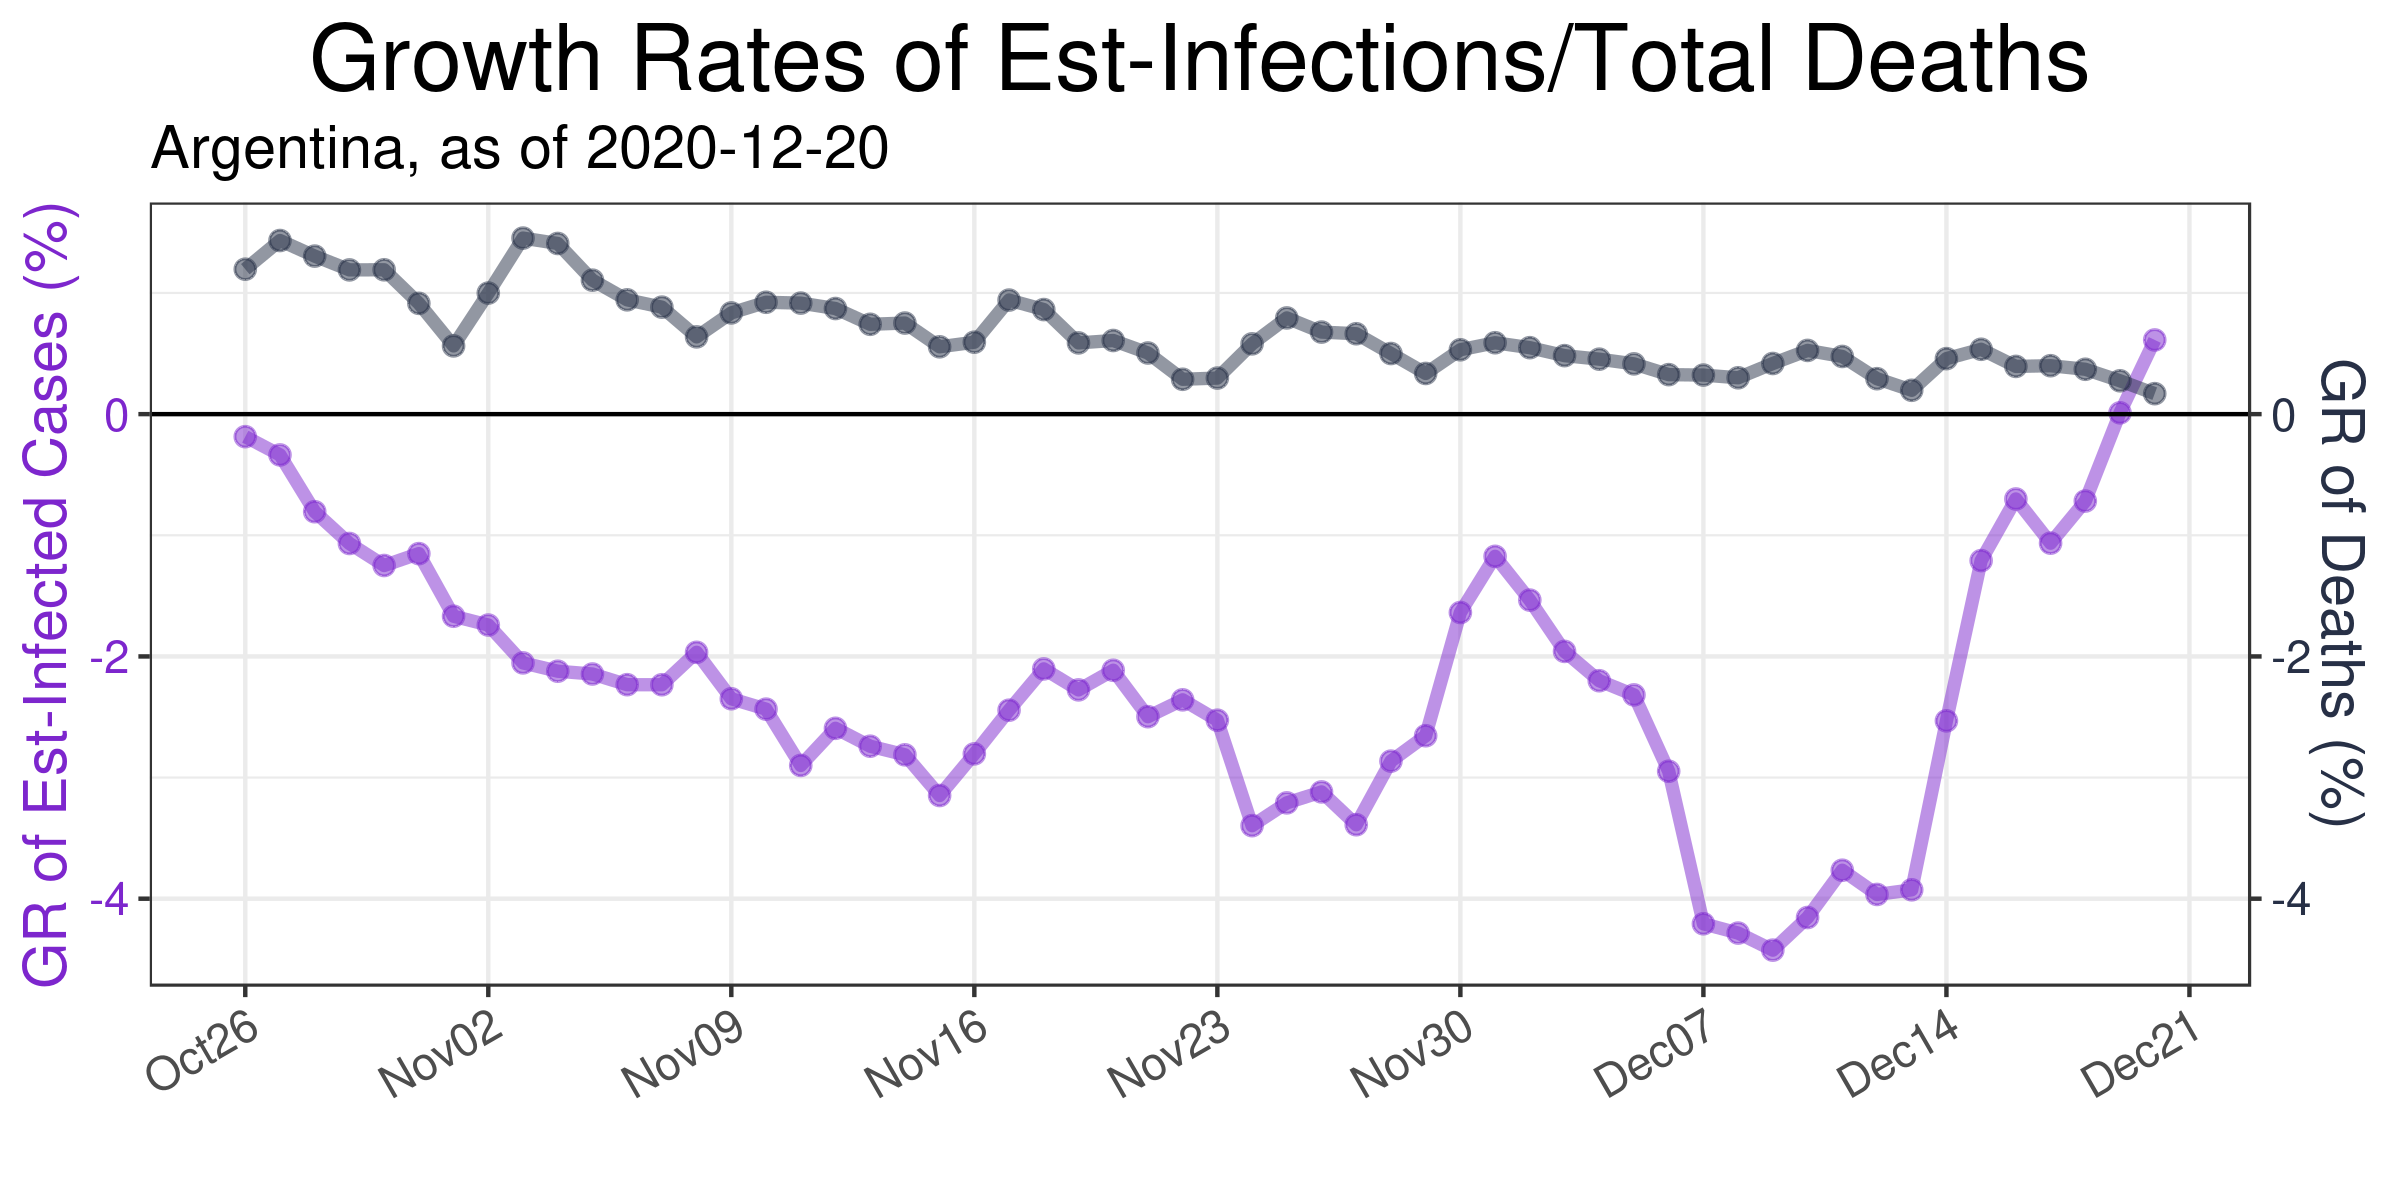 Growth Rates of Est-Infections/Total Deaths
Argentina, as of 2020-12-20
GR of Est-Infected Cases (%)
0
-2
-4
0
-2
-4
GR of Deaths (%)
Oct26
Nov02
Nov09
Nov16
Nov23
Nov30
Dec07
Dec14
Dec21